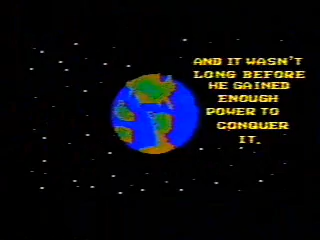 AND IT WASN'T
LONG BEFORE
HE GAINED
ENOUGH
POWER TO
CONQUER
IT.